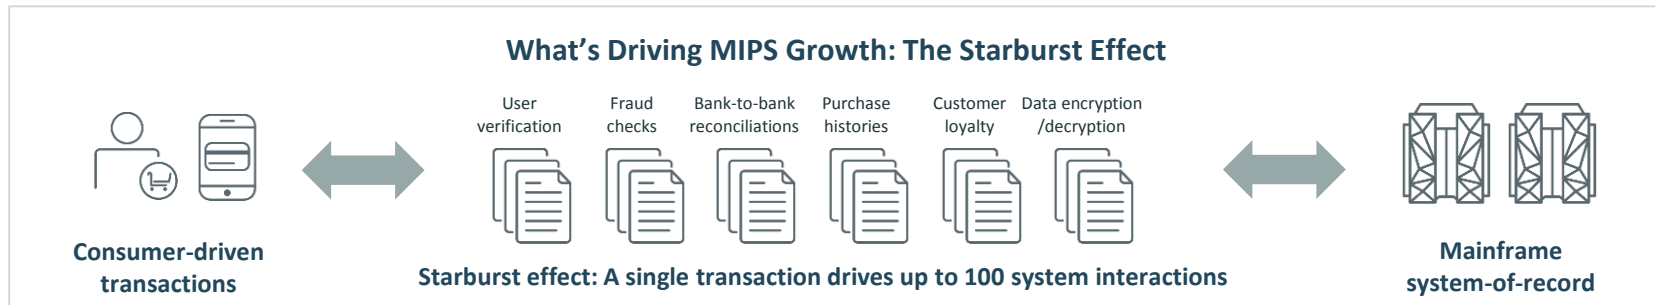 What's Driving MIPS Growth: The Starburst Effect
User
verification
Fraud
checks
Bank-to-bank
reconciliations
Purchase
histories
Customer
loyalty
Data encryption
/decryption
Consumer-driven
transactions
Starburst effect: A single transaction drives up to 100 system interactions
Mainframe
system-of-record